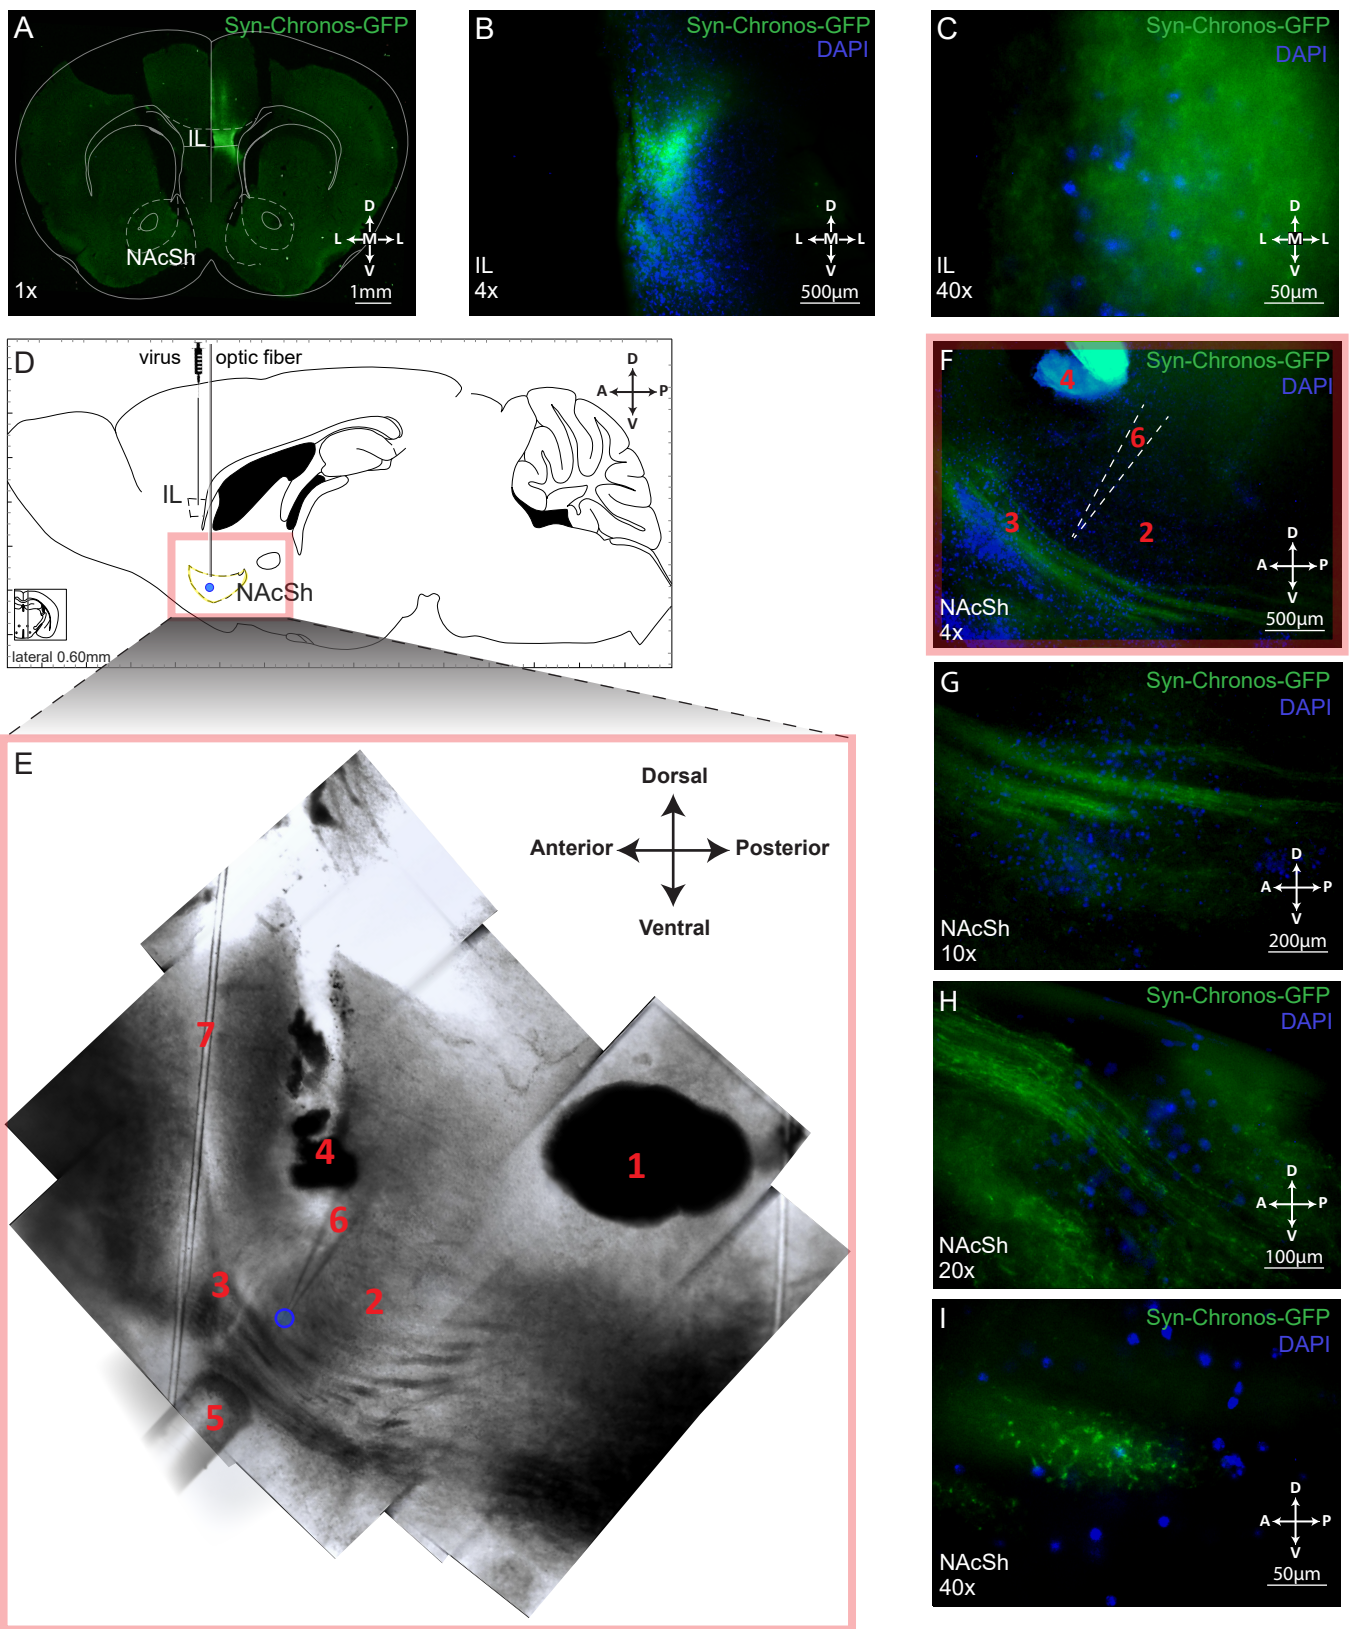 A
Syn-Chronos-GFP
IL
NAcSh
D
L M L
V
1x
1mm
B
Syn-Chronos-GFP
DAPI
D
L M L
V
IL
4x
500µm
C
Syn-Chronos-GFP
DAPI
D
L M L
V
IL
40x
50µm
D
virus
optic fiber
D
A P
V
IL
NAcSh
lateral 0.60mm
E
Dorsal
Anterior
Posterior
Ventral
7
4
1
6
3
2
5
F
Syn-Chronos-GFP
DAPI
4
6
3
2
D
A P
V
NAcSh
4x
500µm
G
Syn-Chronos-GFP
DAPI
D
A P
V
NAcSh
10x
200µm
H
Syn-Chronos-GFP
DAPI
D
A P
V
NAcSh
20x
100µm
I
Syn-Chronos-GFP
DAPI
D
A P
V
NAcSh
40x
50µm